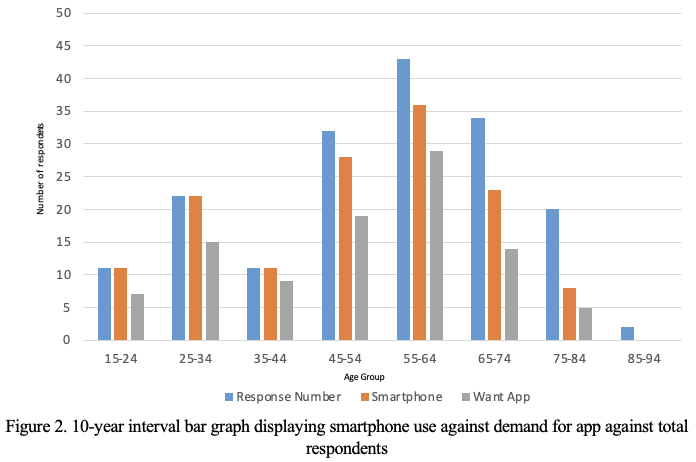 50
45
40
35
30
25
20
15
10
5
0
Number of respondents
15-24 25-34 35-44 45-54 55-64 65-74 75-84 85-94
Age Group
Response Number Smartphone Want App
Figure 2. 10-year interval bar graph displaying smartphone use against demand for app against total
respondents